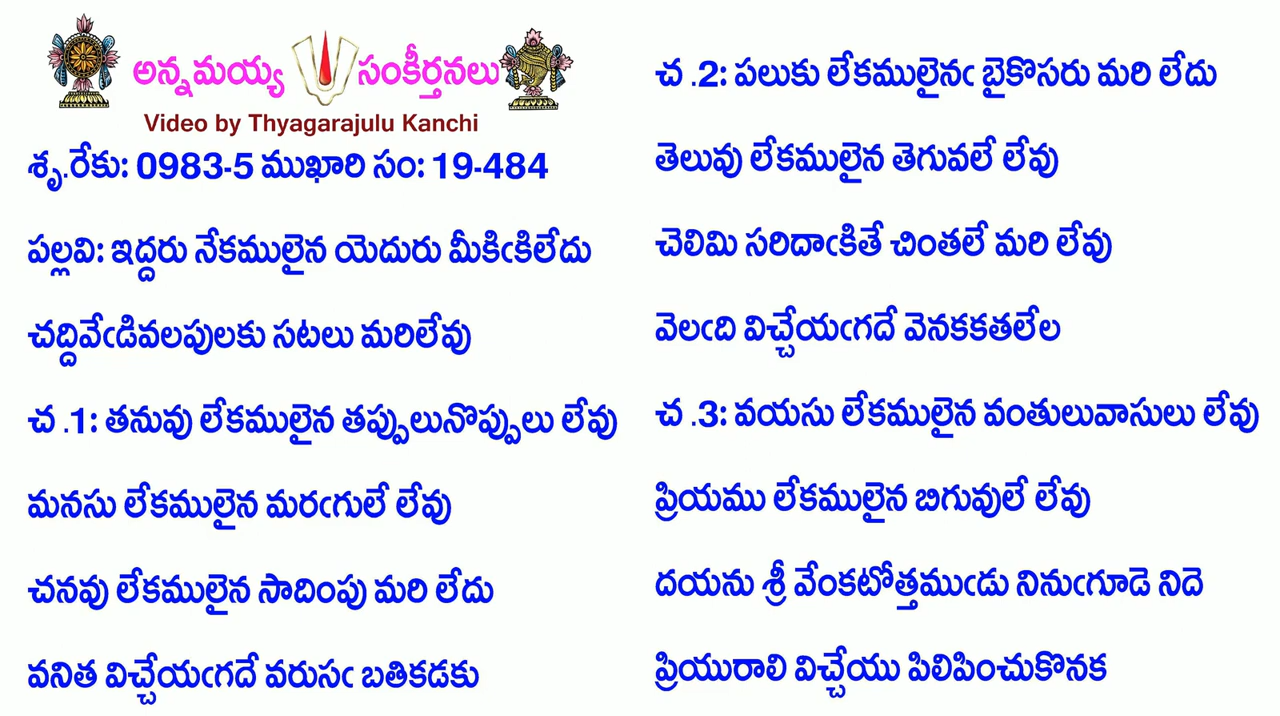 అన్నమయ్య సంకీర్తనలు
Video by Thyagarajulu Kanchi
శృ.రేకు: 0983-5 ముఖారి సం: 19-484
పల్లవి: ఇద్దరు నేకములైన యెదురు మీకిఁకిలేదు
చద్దివేఁడివలపులకు సటలు మరిలేవు
చ .1: తనువు లేకములైన తప్పులునొప్పులు లేవు
మనసు లేకములైన మరఁగులే లేవు
చనవు లేకములైన సాదింపు మరి లేదు
వనిత విచ్చేయఁగదే వరుసఁ బతికడకు
చ .2: పలుకు లేకములైనఁ బైకొసరు మరి లేదు
తెలువు లేకములైన తెగువలే లేవు
చెలిమి సరిదాఁకితే చింతలే మరి లేవు
వెలఁది విచ్చేయఁగదే వెనకకతలేల
చ .3: వయసు లేకములైన వంతులువాసులు లేవు
ప్రియము లేకములైన బిగువులే లేవు
దయను శ్రీ వేంకటోత్తముఁడు నినుఁగూడె నిదె
ప్రియురాలి విచ్చేయు పిలిపించుకొనక